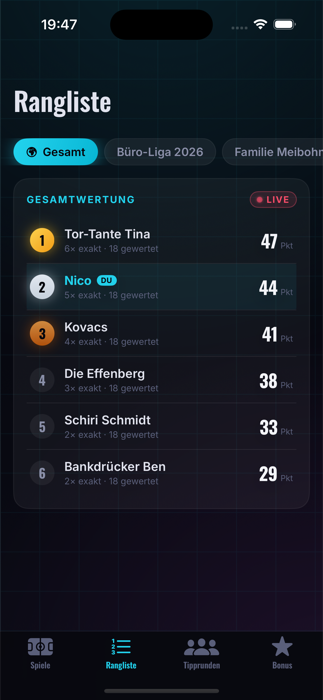 19:47
Rangliste
Gesamt
Büro-Liga 2026
Familie Meibohm
GESAMTWERTUNG
LIVE
1
Tor-Tante Tina
6× exakt · 18 gewertet
47 Pkt
2
Nico DU
5× exakt · 18 gewertet
44 Pkt
3
Kovacs
4× exakt · 18 gewertet
41 Pkt
4
Die Effenberg
3× exakt · 18 gewertet
38 Pkt
5
Schiri Schmidt
2× exakt · 18 gewertet
33 Pkt
6
Bankdrücker Ben
2× exakt · 18 gewertet
29 Pkt
Spiele
Rangliste
Tipprunden
Bonus